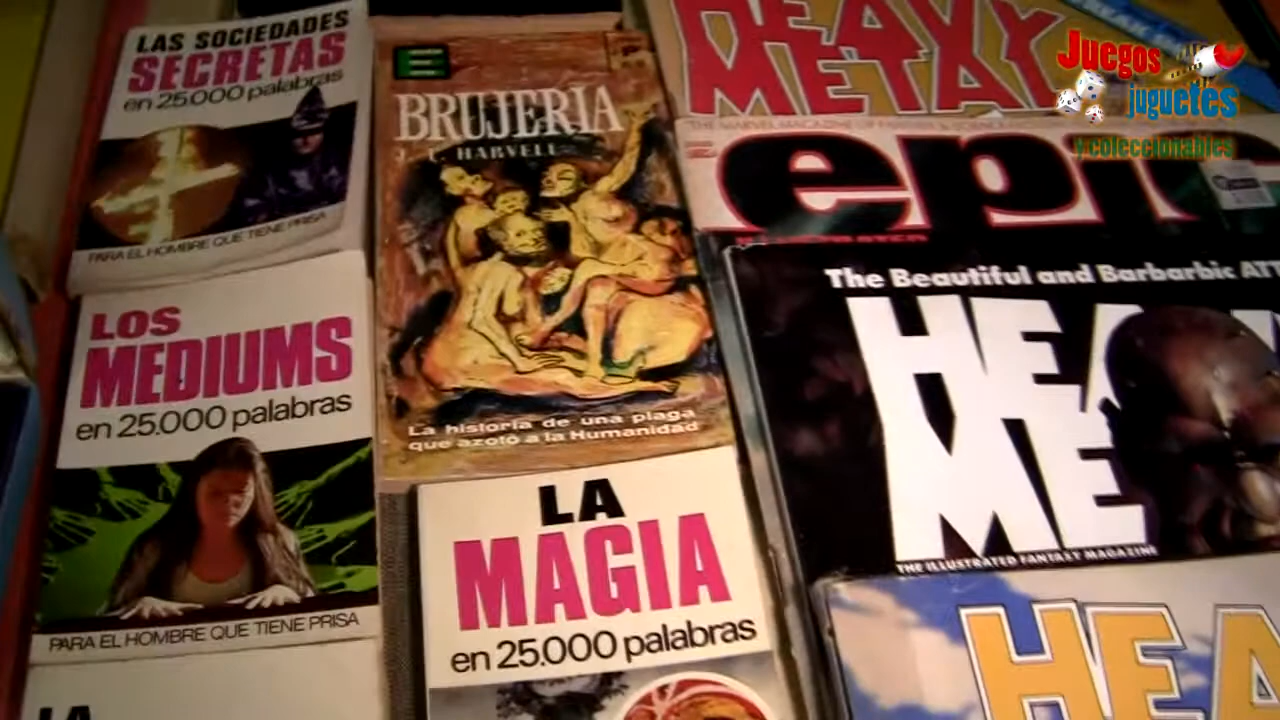 LAS SOCIEDADES
SECRETAS
en 25.000 palabras
PARA EL HOMBRE QUE TIENE PRISA
LOS
MEDIUMS
en 25.000 palabras
PARA EL HOMBRE QUE TIENE PRISA
LA
E
BRUJERIA
HARVELL
La historia de una plaga
que azotó a la Humanidad
LA
MAGIA
en 25.000 palabras
HEAVY
METAL
epic
The Beautiful and Barbarbic
HEA
ME
THE ILLUSTRATED FANTASY MAGAZINE
HEA
Juegos
juguetes
y coleccionables